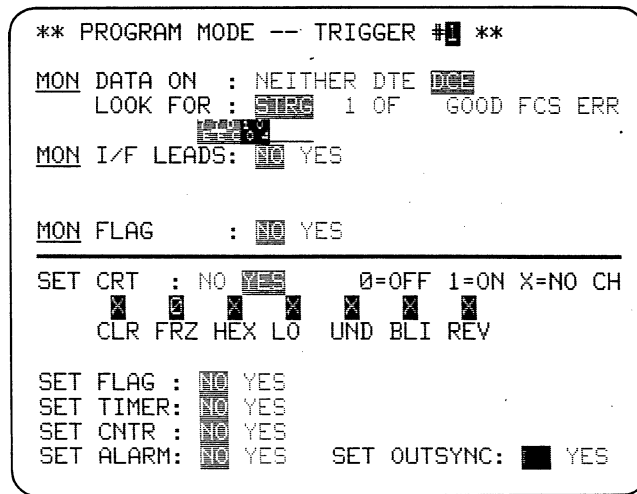 ** PROGRAM MODE -- TRIGGER #1 **
MON DATA ON : NEITHER DTE DCE
LOOK FOR : STRG 1 OF GOOD FCS ERR
MON I/F LEADS: NO YES
MON FLAG : NO YES
SET CRT : NO YES 0=OFF 1=ON X=NO CH
X 0 X X X X X
CLR FRZ HEX LO UND BLI REV
SET FLAG : NO YES
SET TIMER: NO YES
SET CNTR : NO YES
SET ALARM: NO YES SET OUTSYNC: YES